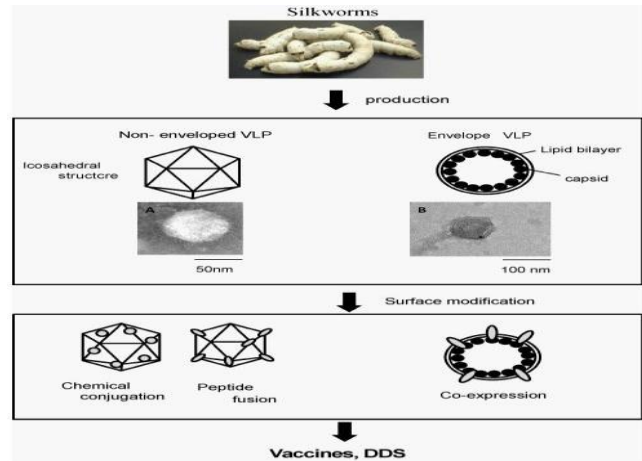 Silkworms
production
Non- enveloped VLP
Envelope VLP
Icosahedral
structcre
Lipid bilayer
capsid
A
B
50nm
100 nm
Surface modification
Chemical
conjugation
Peptide
fusion
Co-expression
Vaccines, DDS